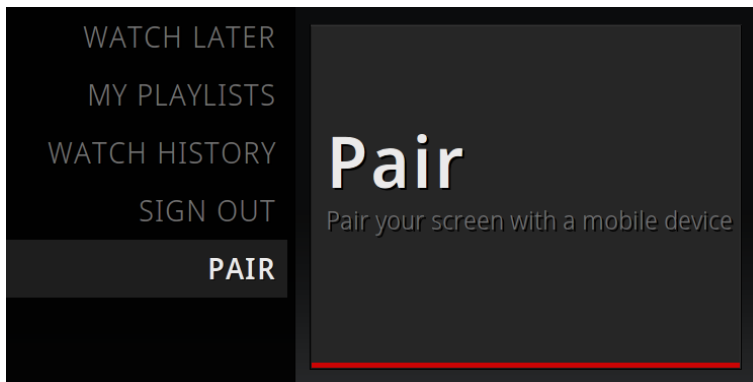 WATCH LATER
MY PLAYLISTS
WATCH HISTORY
SIGN OUT
PAIR
Pair
Pair your screen with a mobile device